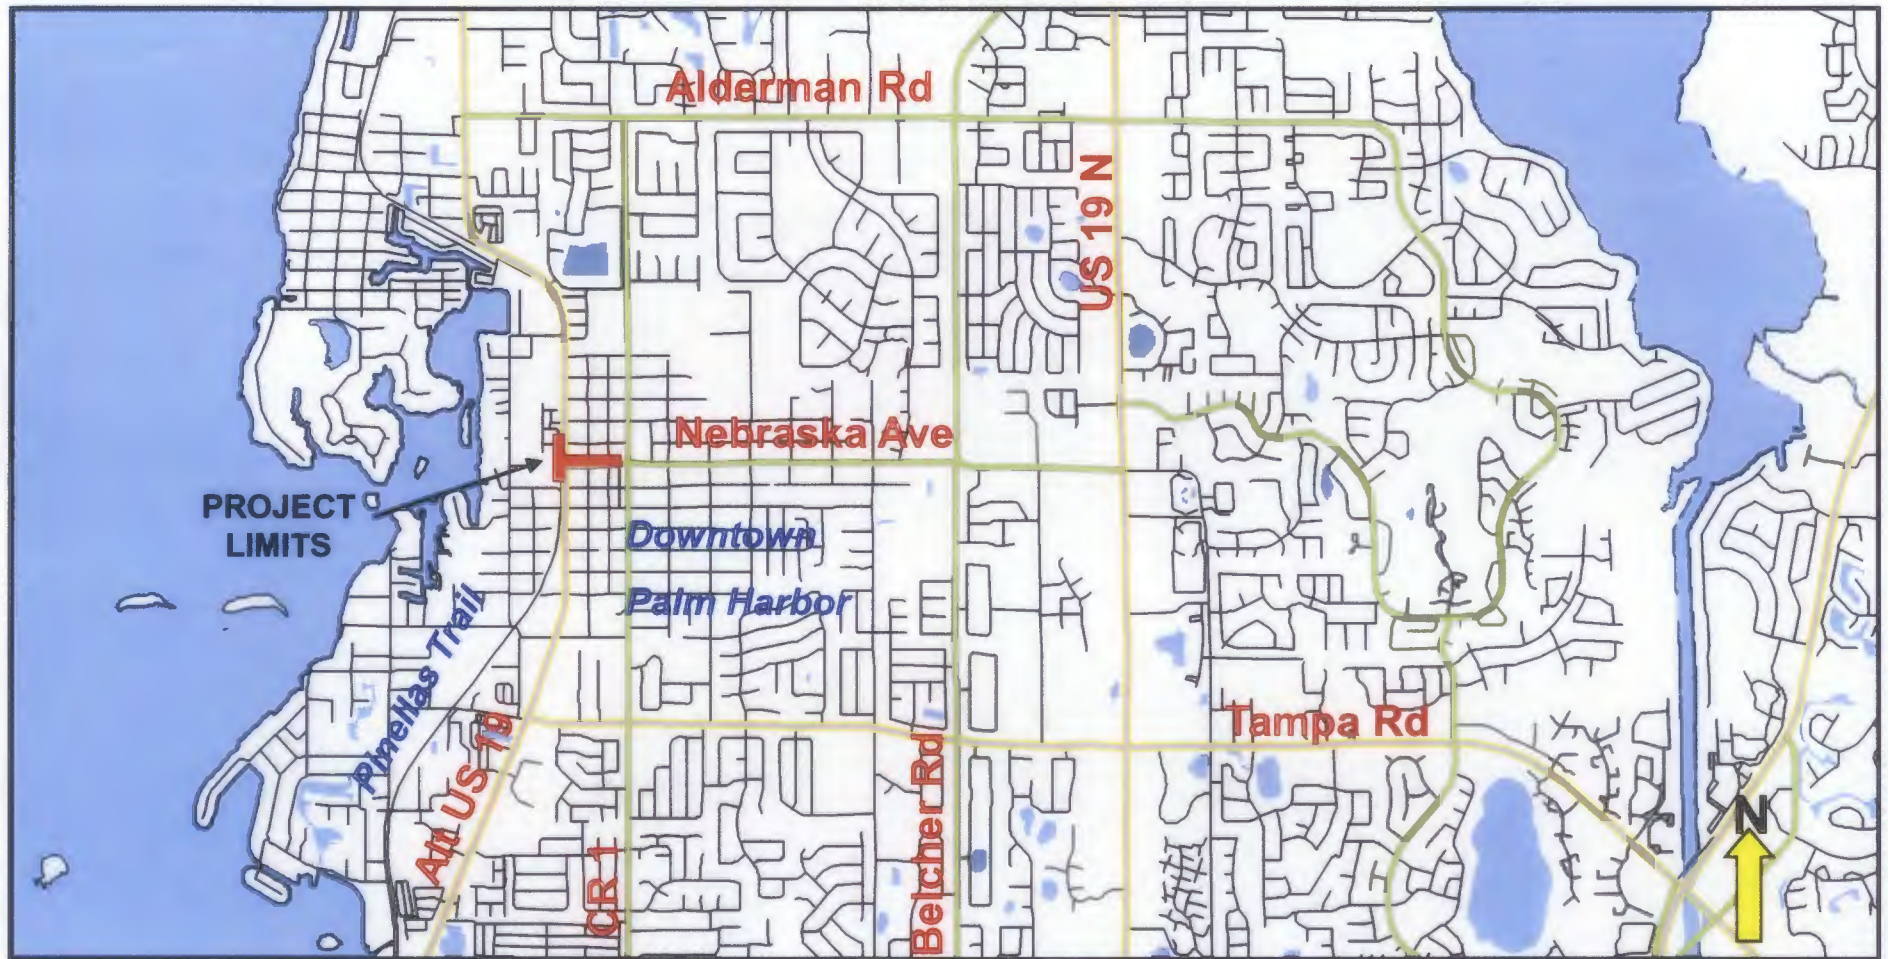 Alderman Rd
US 19 N
Nebraska Ave
PROJECT
LIMITS
Downtown
Palm Harbor
Pinellas Trail
Alt US 19
Tampa Rd
CR 1
Belcher Rd
N